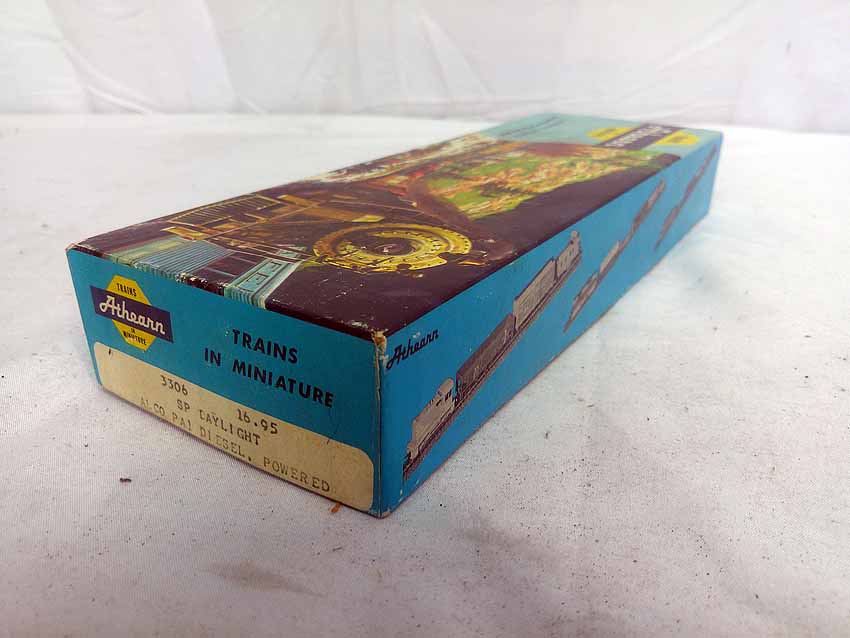 TRAINS
Athearn
IN
MINIATURE
TRAINS
IN MINIATURE
3306 16.95
SP DAYLIGHT
ALCO PA1 DIESEL, POWERED
Athearn